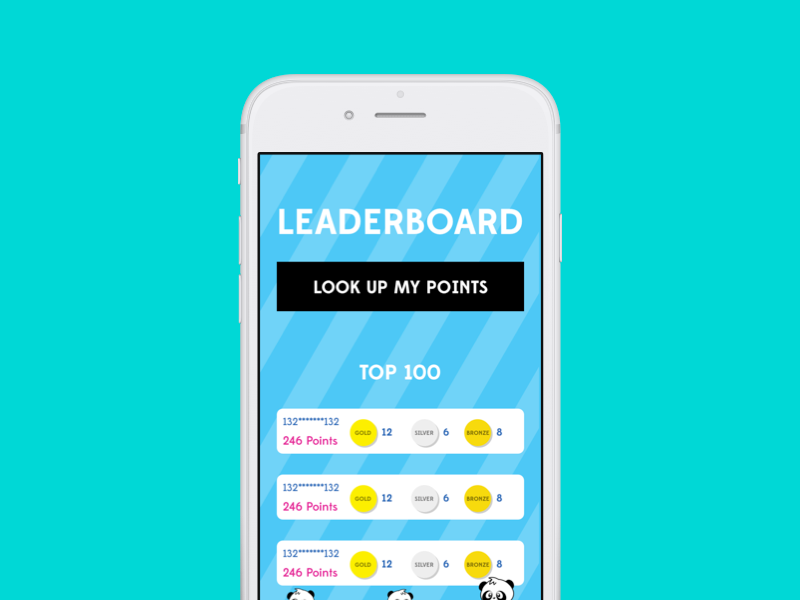 LEADERBOARD
LOOK UP MY POINTS
TOP 100
132*******132
246 Points
GOLD 12 SILVER 6 BRONZE 8
132*******132
246 Points
GOLD 12 SILVER 6 BRONZE 8
132*******132
246 Points
GOLD 12 SILVER 6 BRONZE 8